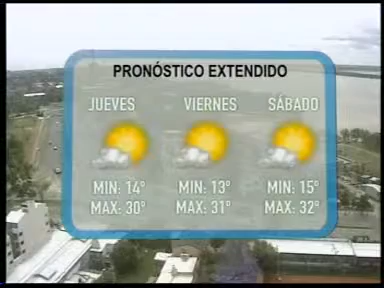 PRONÓSTICO EXTENDIDO
JUEVES VIERNES SÁBADO
MIN: 14° MIN: 13° MIN: 15°
MAX: 30° MAX: 31° MAX: 32°